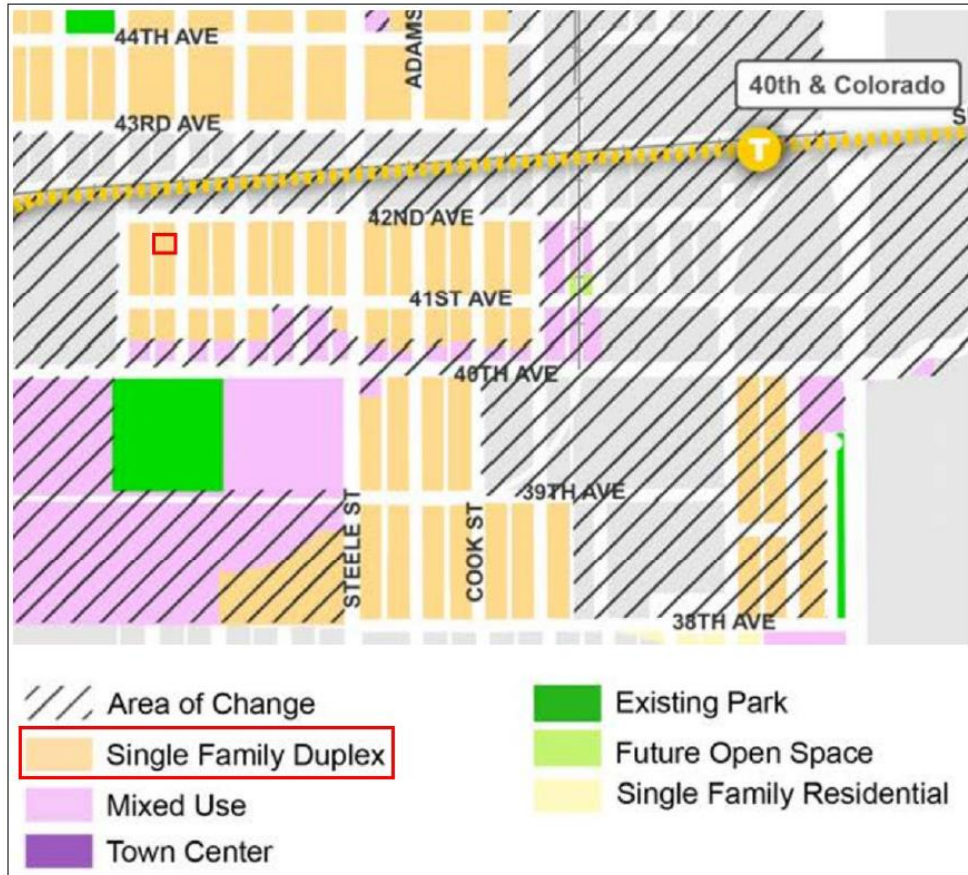 44TH AVE
ADAMS
40th & Colorado
S
43RD AVE
T
42ND AVE
41ST AVE
40TH AVE
39TH AVE
STEELE ST
COOK ST
38TH AVE
Area of Change
Single Family Duplex
Mixed Use
Town Center
Existing Park
Future Open Space
Single Family Residential